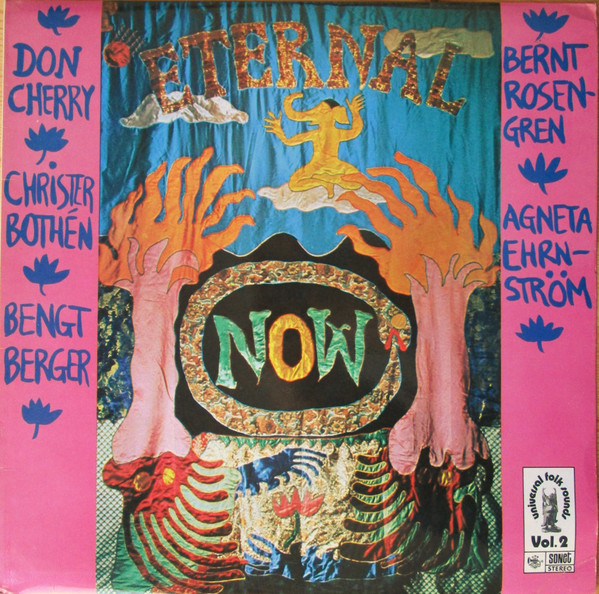 DON
CHERRY
CHRISTER
BOTHÉN
BENGT
BERGER
ETERNAL
NOW
BERNT
ROSEN-
GREN
AGNETA
EHRN-
STRÖM
universal folk sounds
Vol. 2
SONET
STEREO